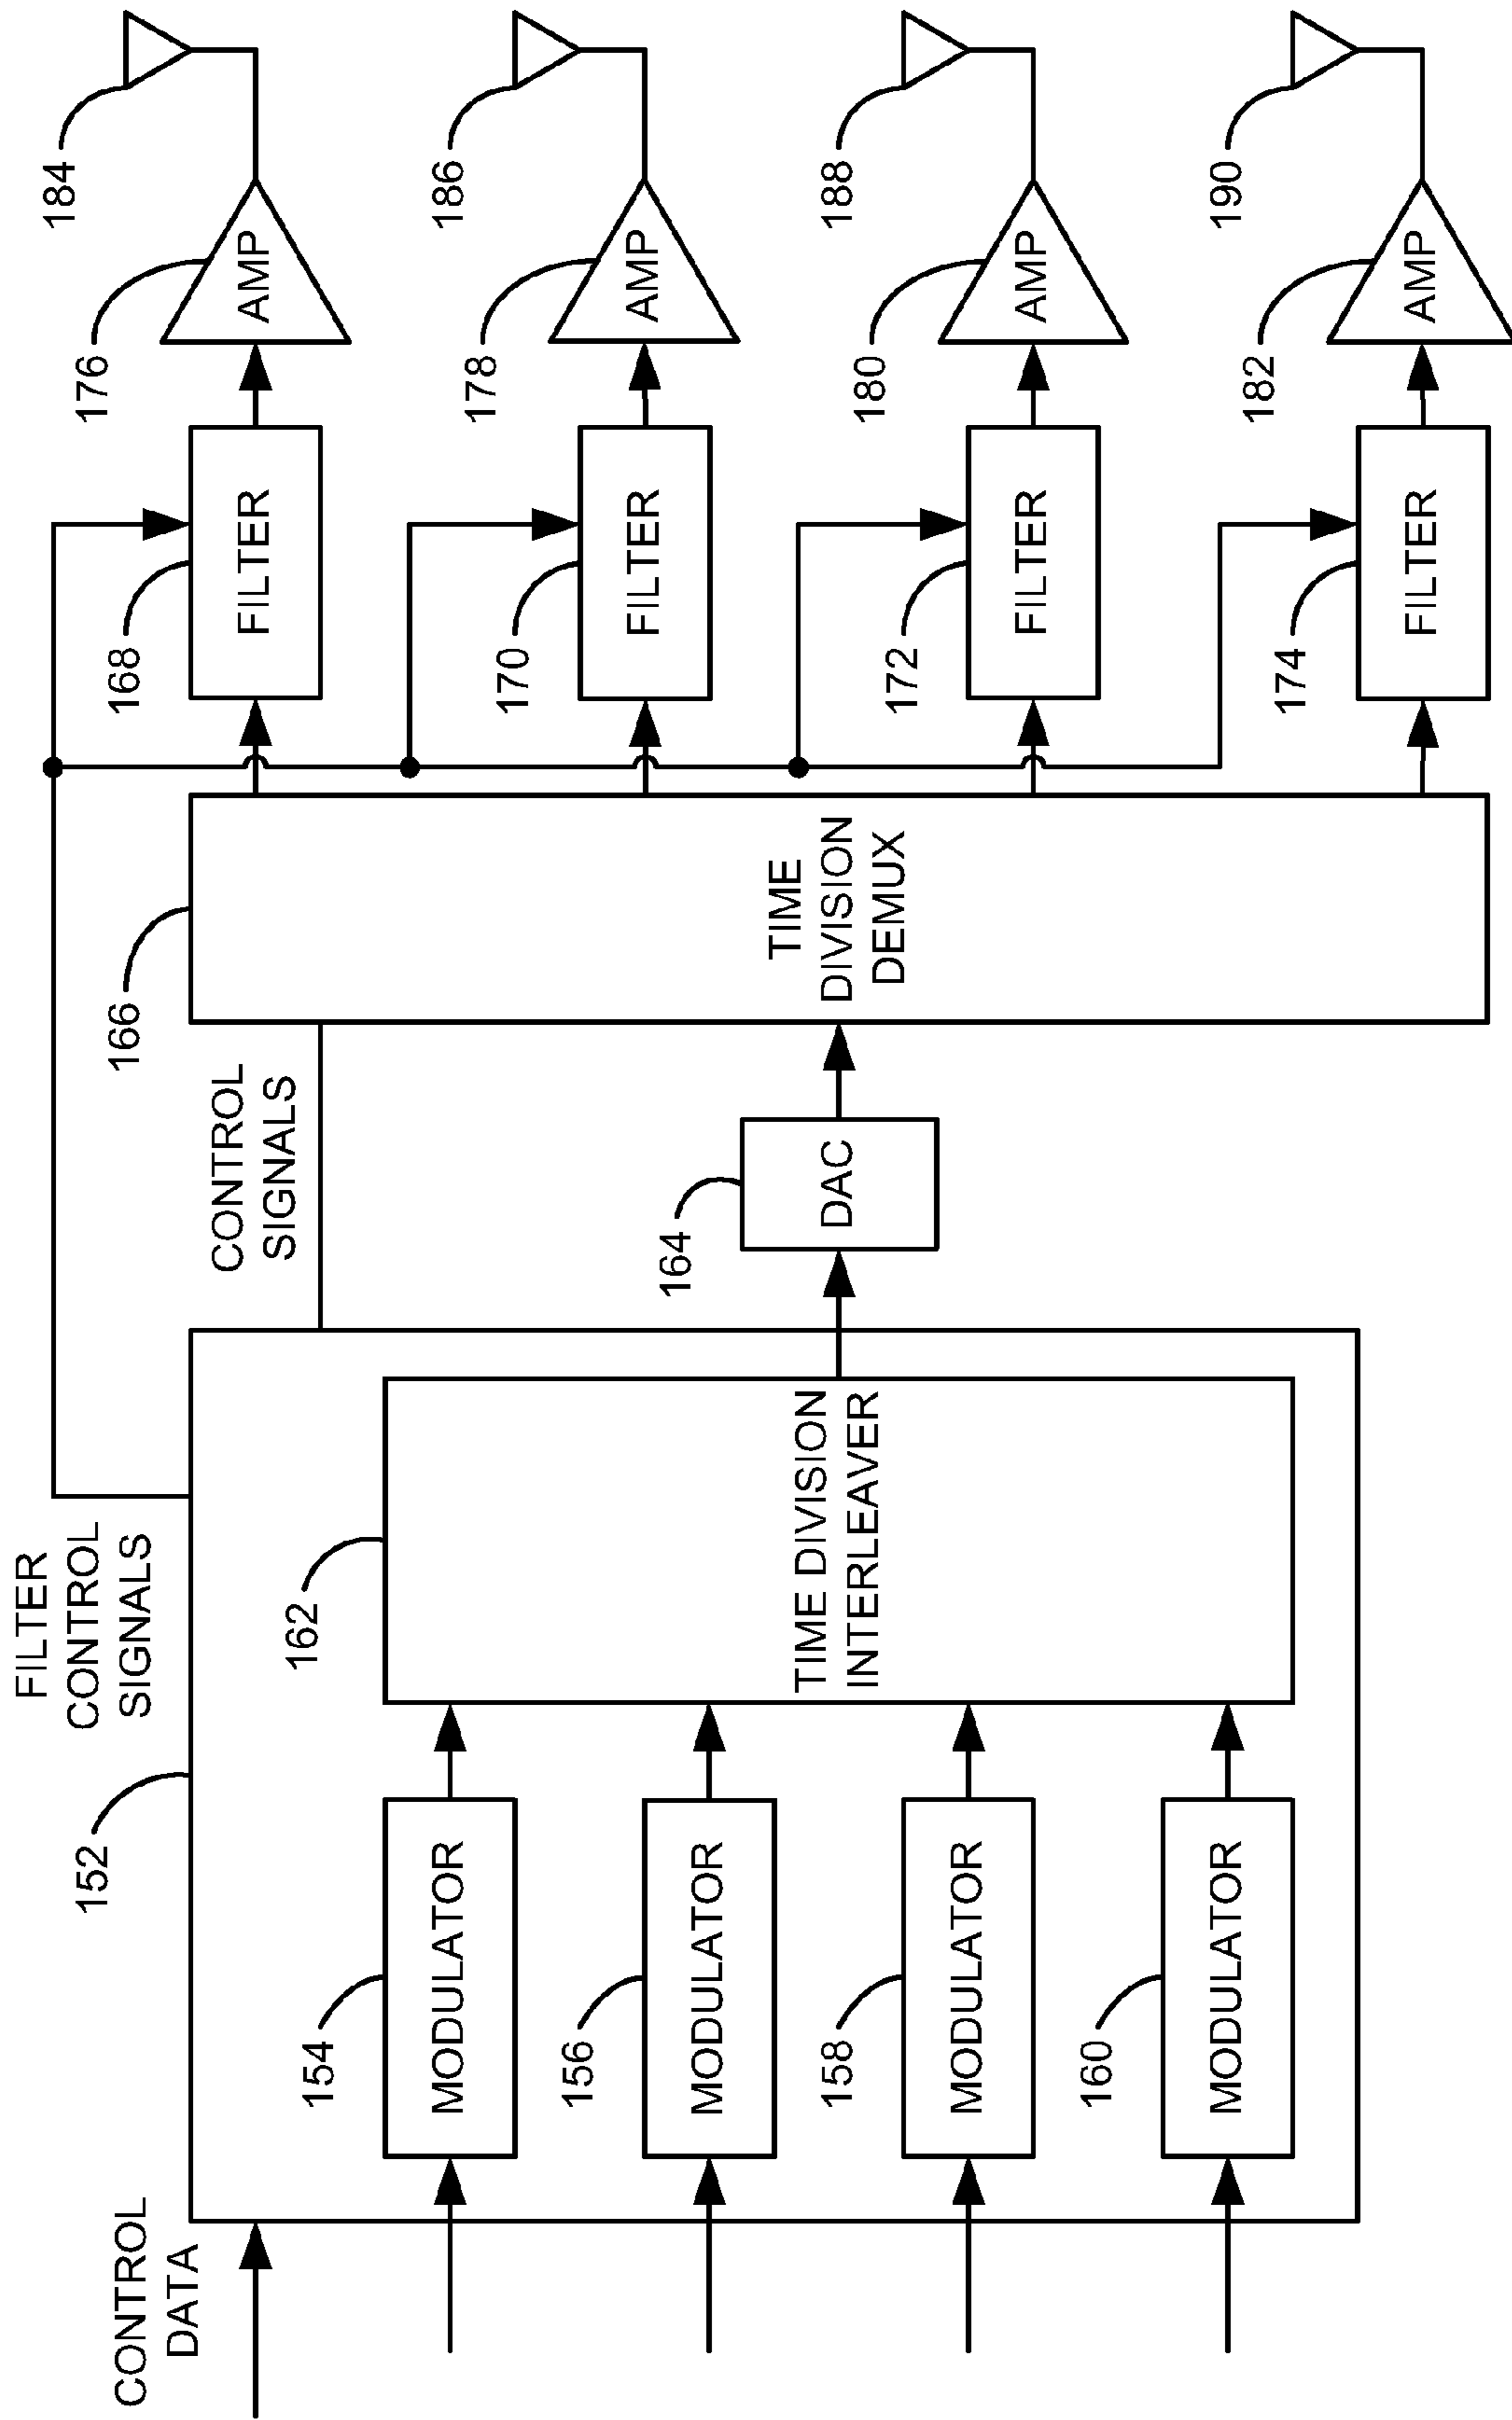 CONTROL
DATA
152
FILTER
CONTROL
SIGNALS
154
MODULATOR
156
MODULATOR
158
MODULATOR
160
MODULATOR
162
TIME DIVISION
INTERLEAVER
CONTROL
SIGNALS
164
DAC
166
TIME
DIVISION
DEMUX
168
FILTER
170
FILTER
172
FILTER
174
FILTER
176
AMP
178
AMP
180
AMP
182
AMP
184
186
188
190